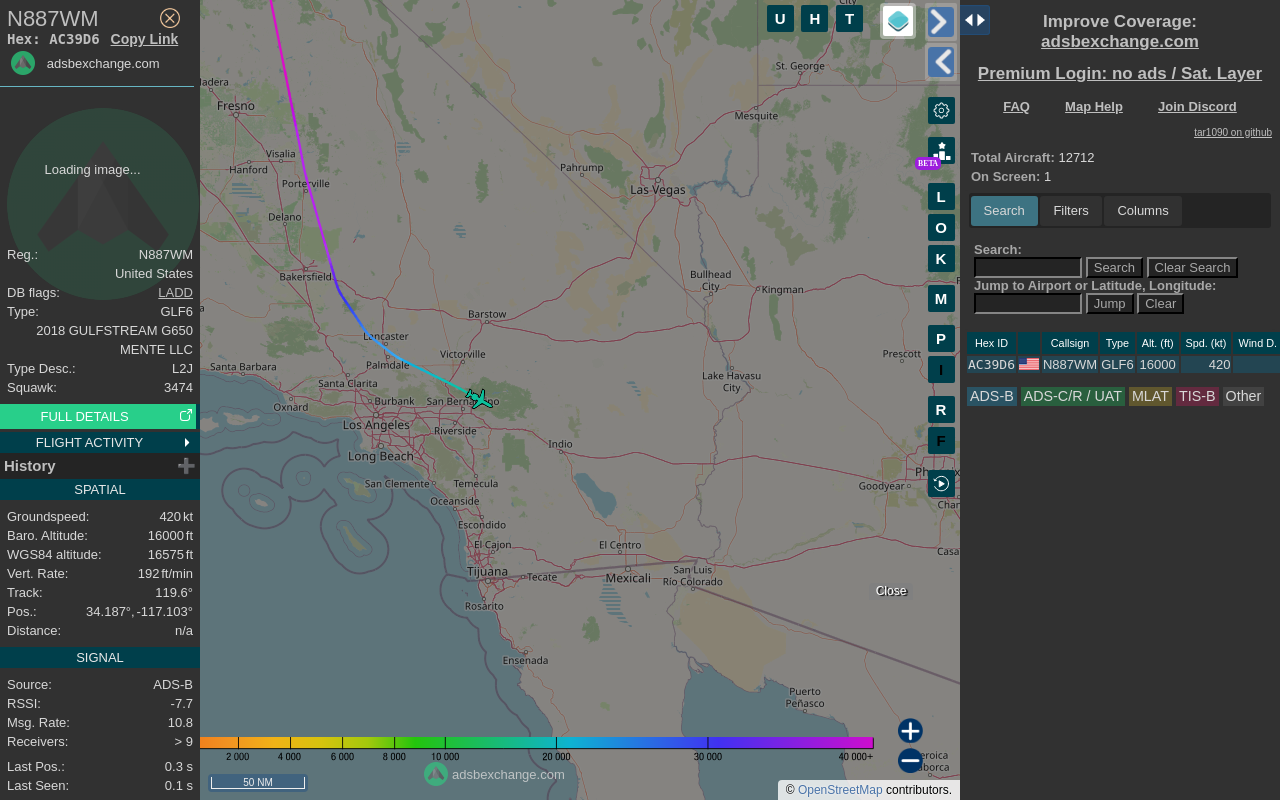 N887WM
Hex: AC39D6 Copy Link
adsbexchange.com
Loading image...
Reg.: N887WM
United States
DB flags: LADD
Type: GLF6
2018 GULFSTREAM G650
MENTE LLC
Type Desc.: L2J
Squawk: 3474
FULL DETAILS
FLIGHT ACTIVITY
History
SPATIAL
Groundspeed: 420 kt
Baro. Altitude: 16000 ft
WGS84 altitude: 16575 ft
Vert. Rate: 192 ft/min
Track: 119.6°
Pos.: 34.187°, -117.103°
Distance: n/a
SIGNAL
Source: ADS-B
RSSI: -7.7
Msg. Rate: 10.8
Receivers: > 9
Last Pos.: 0.3 s
Last Seen: 0.1 s
U H T
City
St. George
Fresno
Mesquite
Visalia
Hanford
Pahrump
Porterville
Las Vegas
Delano
Bakersfield
Bullhead
City
Kingman
Barstow
Lancaster
Victorville
Palmdale
Prescott
Santa Barbara
Santa Clarita
Lake Havasu
City
Oxnard
Burbank
Los Angeles
Riverside
Indio
Long Beach
San Clemente
Temecula
Goodyear
Oceanside
Escondido
El Cajon
El Centro
Tijuana
Tecate
Mexicali
San Luis
Río Colorado
Rosarito
Ensenada
Puerto
Peñasco
BETA
L
O
K
M
P
I
R
F
Close
2 000 4 000 6 000 8 000 10 000 20 000 30 000 40 000+
adsbexchange.com
50 NM
© OpenStreetMap contributors.
Improve Coverage:
adsbexchange.com
Premium Login: no ads / Sat. Layer
FAQ Map Help Join Discord
tar1090 on github
Total Aircraft: 12712
On Screen: 1
Search Filters Columns
Search:
Search Clear Search
Jump to Airport or Latitude, Longitude:
Jump Clear
Hex ID Callsign Type Alt. (ft) Spd. (kt) Wind D.
AC39D6 N887WM GLF6 16000 420
ADS-B ADS-C/R / UAT MLAT TIS-B Other